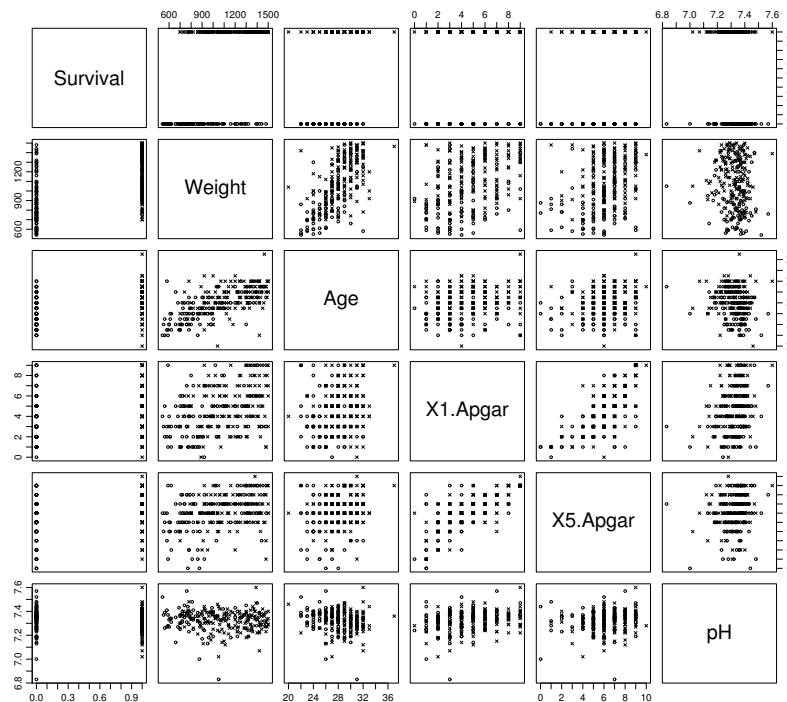 600 900 1200 1500
0 2 4 6 8
6.8 7.0 7.2 7.4 7.6
Survival
600 900 1200
Weight
Age
0 2 4 6 8
X1.Apgar
X5.Apgar
6.8 7.0 7.2 7.4 7.6
pH
0.0 0.3 0.6 0.9
20 24 28 32 36
0 2 4 6 8 10